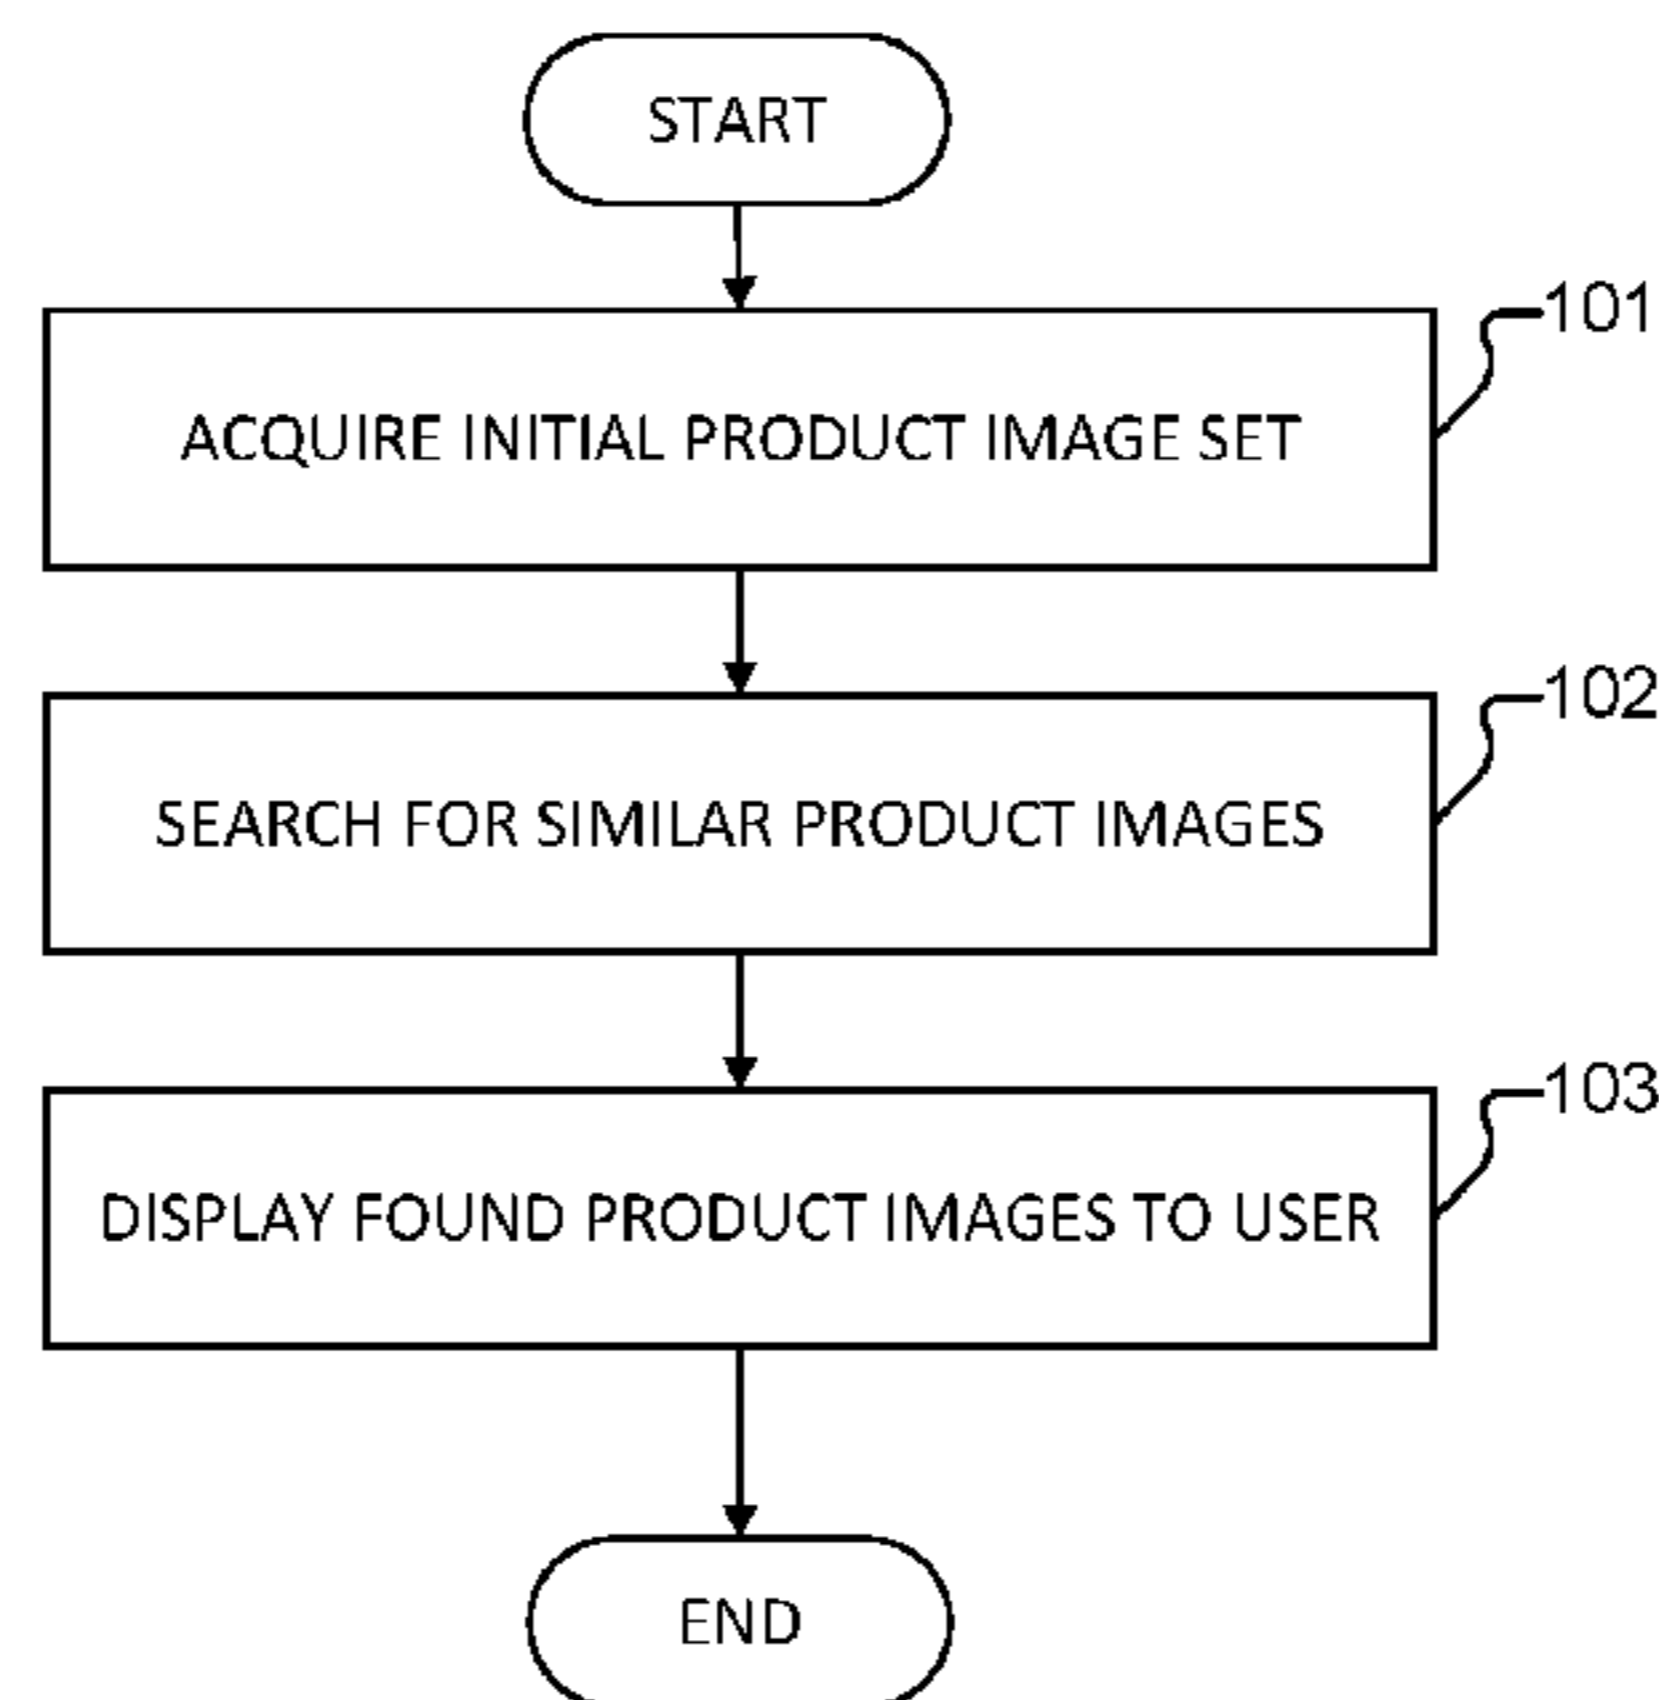 START
101
ACQUIRE INITIAL PRODUCT IMAGE SET
102
SEARCH FOR SIMILAR PRODUCT IMAGES
103
DISPLAY FOUND PRODUCT IMAGES TO USER
END